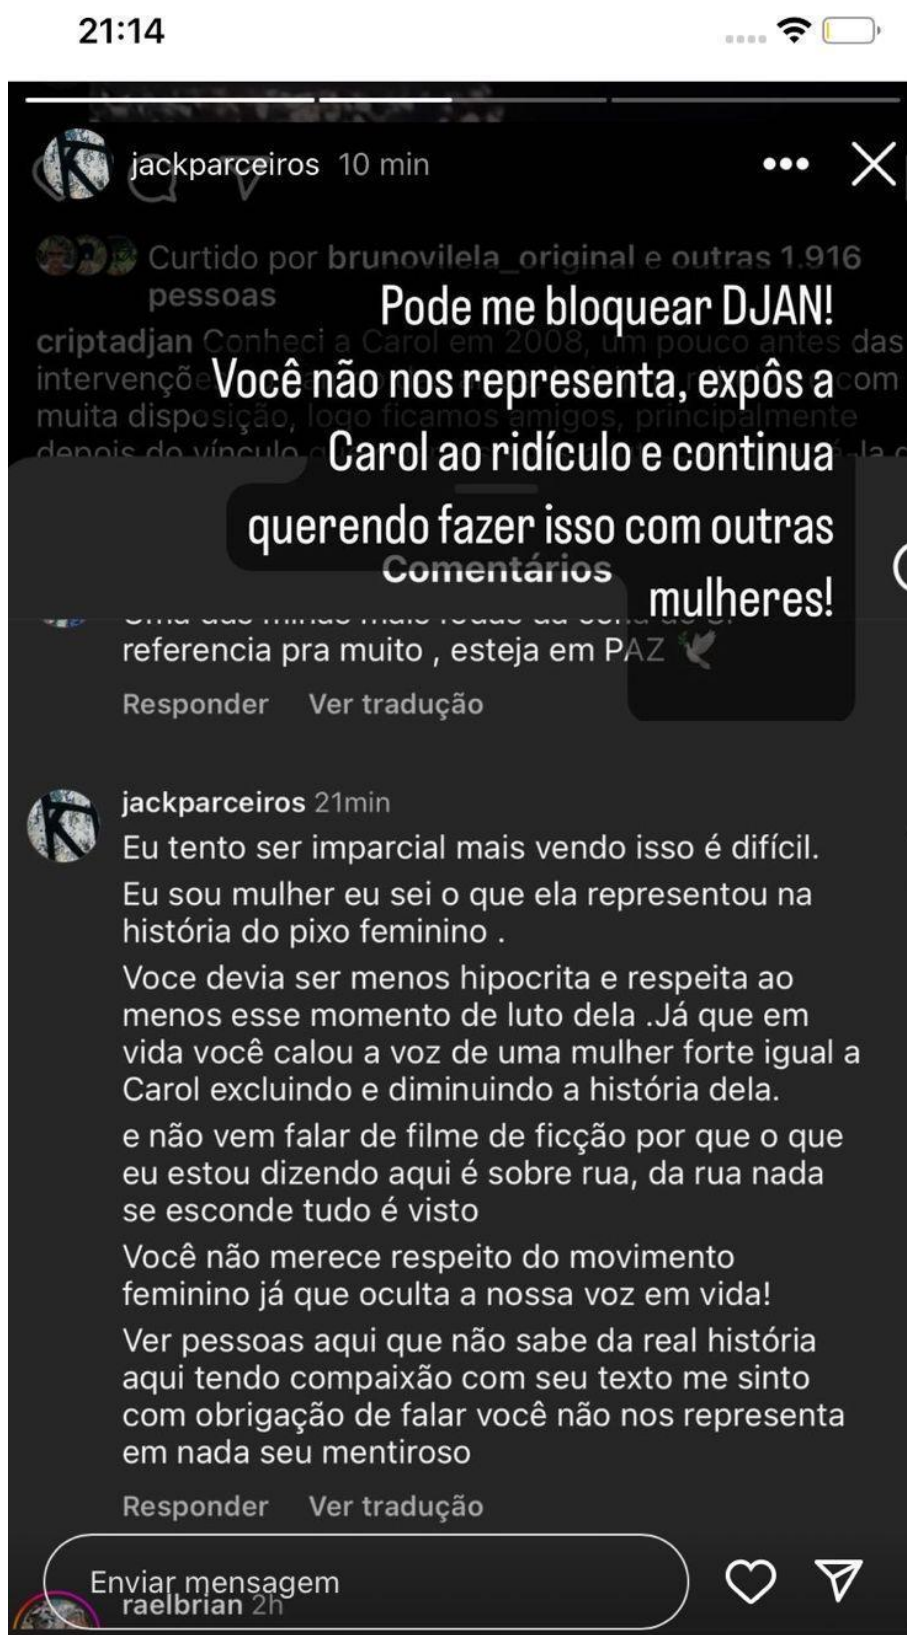 21:14
jackparceiros 10 min
Curtido por brunovilela_original e outras 1.916
pessoas
Pode me bloquear DJAN!
criptadjan Conheci a Carol em 2008, um pouco antes das
Você não nos representa, expôs a
com
muita disposição, logo ficamos amigos, principalmente
Carol ao ridículo e continua
depois do vínculo
querendo fazer isso com outras
Comentários
mulheres!
referencia pra muito , esteja em PAZ 🕊️
Responder Ver tradução
jackparceiros 21min
Eu tento ser imparcial mais vendo isso é difícil.
Eu sou mulher eu sei o que ela representou na
história do pixo feminino .
Voce devia ser menos hipocrita e respeita ao
menos esse momento de luto dela .Já que em
vida você calou a voz de uma mulher forte igual a
Carol excluindo e diminuindo a história dela.
e não vem falar de filme de ficção por que o que
eu estou dizendo aqui é sobre rua, da rua nada
se esconde tudo é visto
Você não merece respeito do movimento
feminino já que oculta a nossa voz em vida!
Ver pessoas aqui que não sabe da real história
aqui tendo compaixão com seu texto me sinto
com obrigação de falar você não nos representa
em nada seu mentiroso
Responder Ver tradução
Enviar mensagem
raelbrian 2h